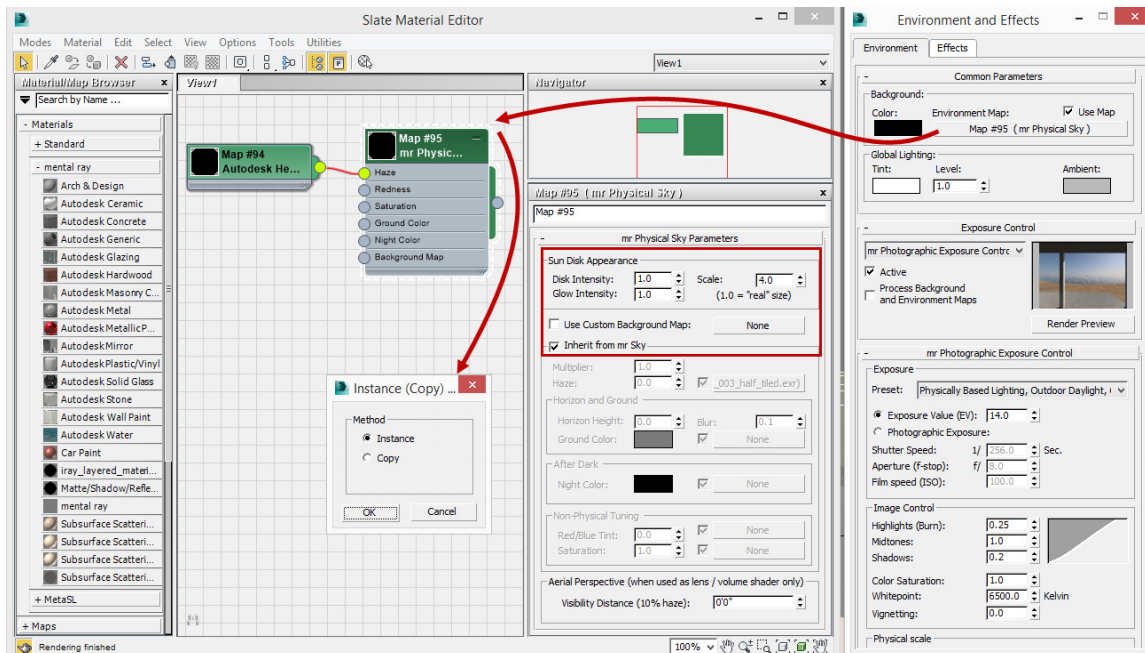 Slate Material Editor
Modes Material Edit Select View Options Tools Utilities
View1
Material/Map Browser x
Search by Name ...
- Materials
+ Standard
- mental ray
Arch & Design
Autodesk Ceramic
Autodesk Concrete
Autodesk Generic
Autodesk Glazing
Autodesk Hardwood
Autodesk Masonry C...
Autodesk Metal
Autodesk MetallicP...
Autodesk Mirror
Autodesk Plastic/Vinyl
Autodesk Solid Glass
Autodesk Stone
Autodesk Wall Paint
Autodesk Water
Car Paint
iray_layered_materi...
Matte/Shadow/Refle...
mental ray
Subsurface Scatteri...
Subsurface Scatteri...
Subsurface Scatteri...
Subsurface Scatteri...
+ MetaSL
+ Maps
Rendering finished
View1
Map #94
Autodesk He...
Map #95
mr Physic...
Haze
Redness
Saturation
Ground Color
Night Color
Background Map
Instance (Copy) ...
Method
Instance
Copy
OK Cancel
Navigator x
Map #95 ( mr Physical Sky ) x
Map #95
- mr Physical Sky Parameters
Sun Disk Appearance
Disk Intensity: 1.0 Scale: 4.0
Glow Intensity: 1.0 (1.0 = "real" size)
Use Custom Background Map: None
Inherit from mr Sky
Multiplier: 1.0
Haze: 0.0 _003_half_tiled.exr)
Horizon and Ground
Horizon Height: 0.0 Blur: 0.1
Ground Color: None
After Dark
Night Color: None
Non-Physical Tuning
Red/Blue Tint: 0.0 None
Saturation: 1.0 None
Aerial Perspective (when used as lens / volume shader only)
Visibility Distance (10% haze): 0'0"
100%
Environment and Effects
Environment Effects
- Common Parameters
Background:
Color: Environment Map: Use Map
Map #95 ( mr Physical Sky )
Global Lighting:
Tint: Level: Ambient:
1.0
- Exposure Control
mr Photographic Exposure Contrc
Active
Process Background
and Environment Maps
Render Preview
- mr Photographic Exposure Control
Exposure
Preset: Physically Based Lighting, Outdoor Daylight, (
Exposure Value (EV): 14.0
Photographic Exposure:
Shutter Speed: 1/ 256.0 Sec.
Aperture (f-stop): f/ 8.0
Film speed (ISO): 100.0
Image Control
Highlights (Burn): 0.25
Midtones: 1.0
Shadows: 0.2
Color Saturation: 1.0
Whitepoint: 6500.0 Kelvin
Vignetting: 0.0
Physical scale